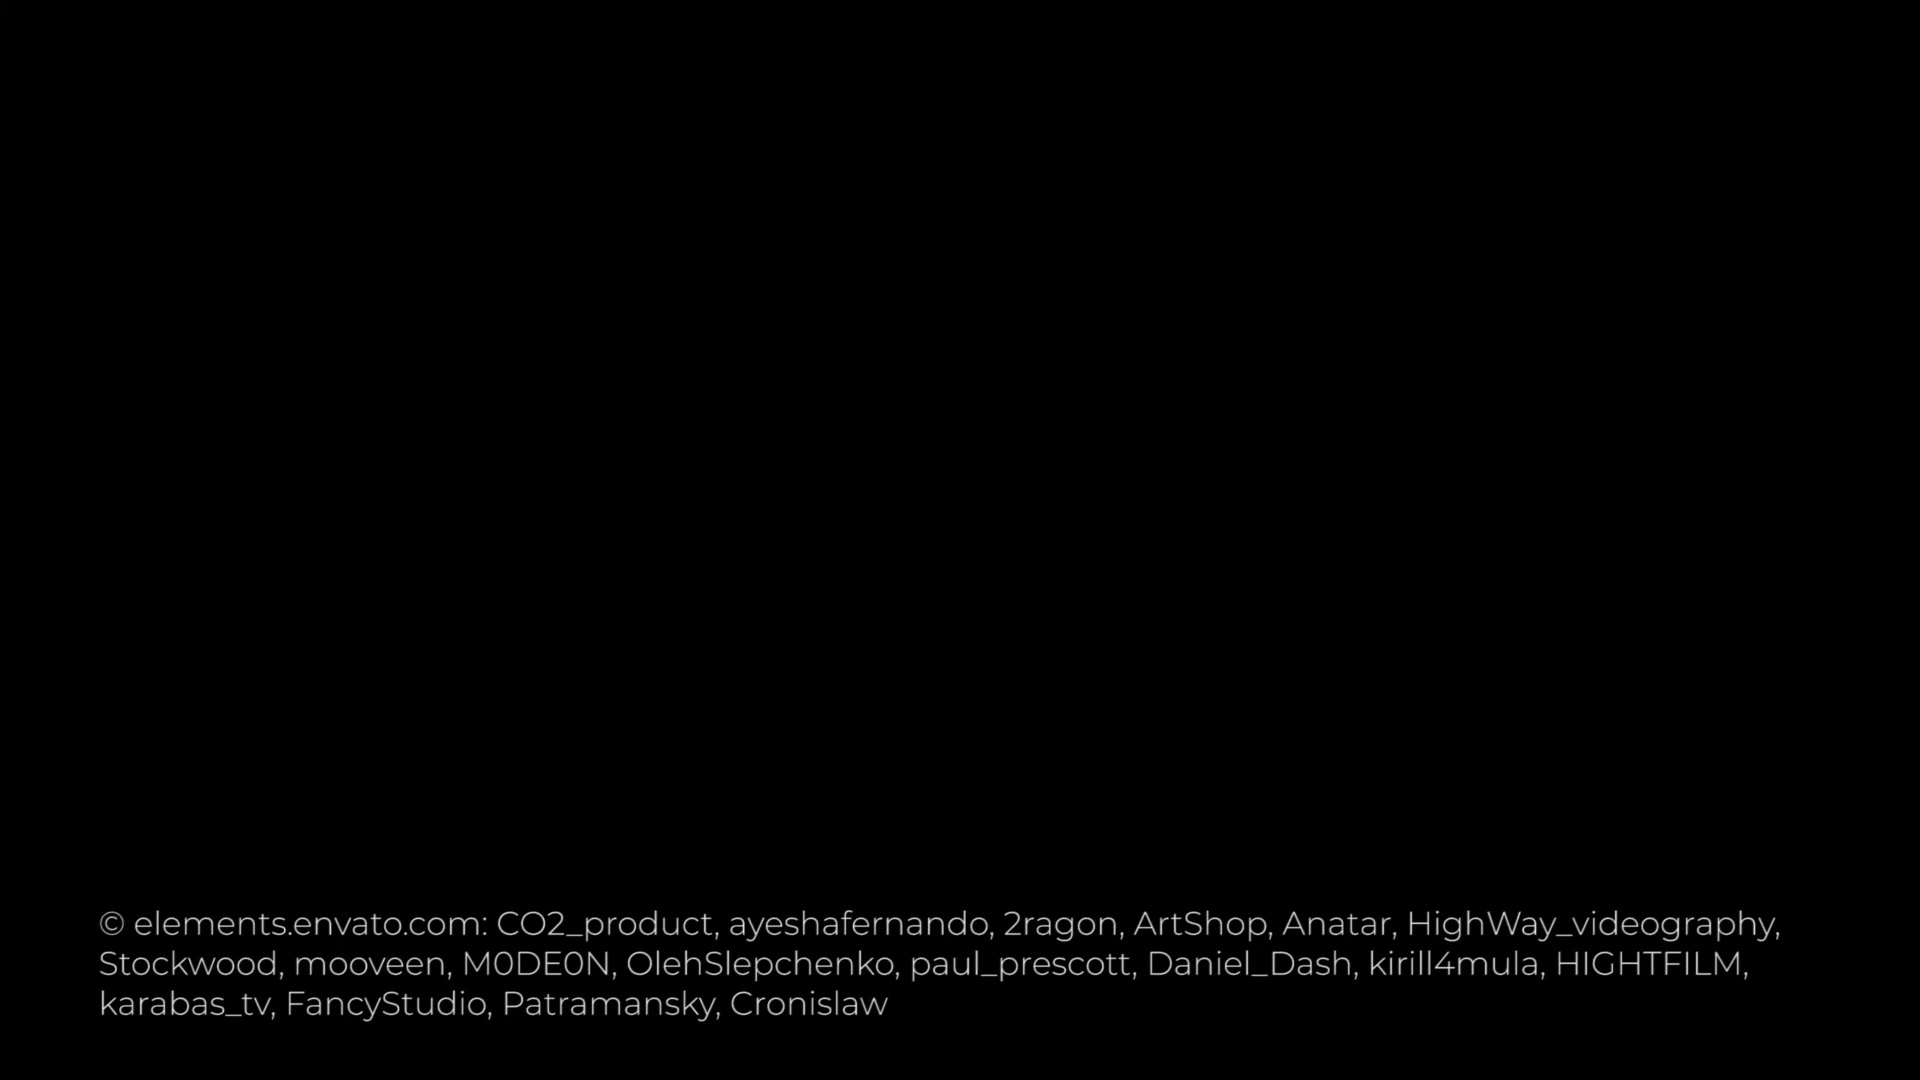 © elements.envato.com: CO2_product, ayeshafernando, 2ragon, ArtShop, Anatar, HighWay_videography,
Stockwood, mooveen, M0DE0N, OlehSlepchenko, paul_prescott, Daniel_Dash, kirill4mula, HIGHTFILM,
karabas_tv, FancyStudio, Patramansky, Cronislaw